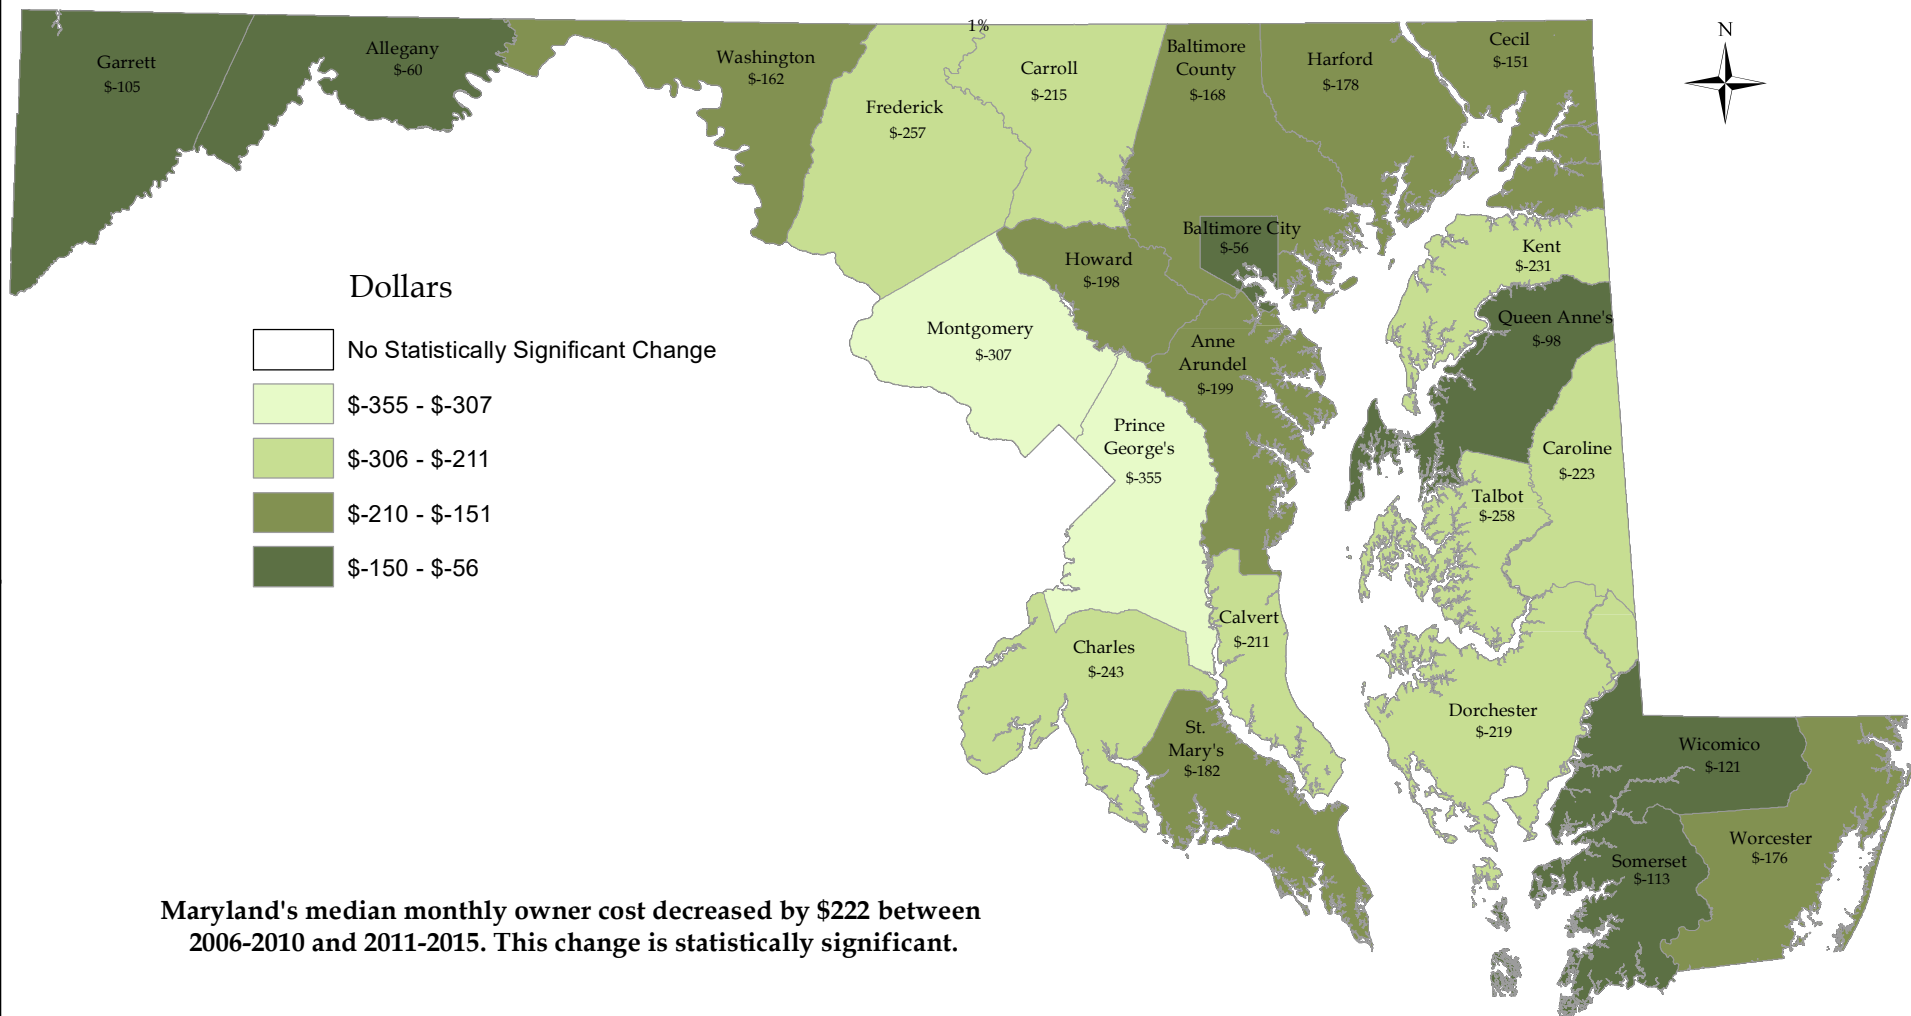 1%
N
Garrett
$-105
Allegany
$-60
Washington
$-162
Frederick
$-257
Carroll
$-215
Baltimore
County
$-168
Harford
$-178
Cecil
$-151
Baltimore City
$-56
Howard
$-198
Kent
$-231
Queen Anne's
$-98
Montgomery
$-307
Anne
Arundel
$-199
Prince
George's
$-355
Caroline
$-223
Talbot
$-258
Calvert
$-211
Charles
$-243
Dorchester
$-219
St.
Mary's
$-182
Wicomico
$-121
Worcester
$-176
Somerset
$-113
Dollars
No Statistically Significant Change
$-355 - $-307
$-306 - $-211
$-210 - $-151
$-150 - $-56
Maryland's median monthly owner cost decreased by $222 between
2006-2010 and 2011-2015. This change is statistically significant.